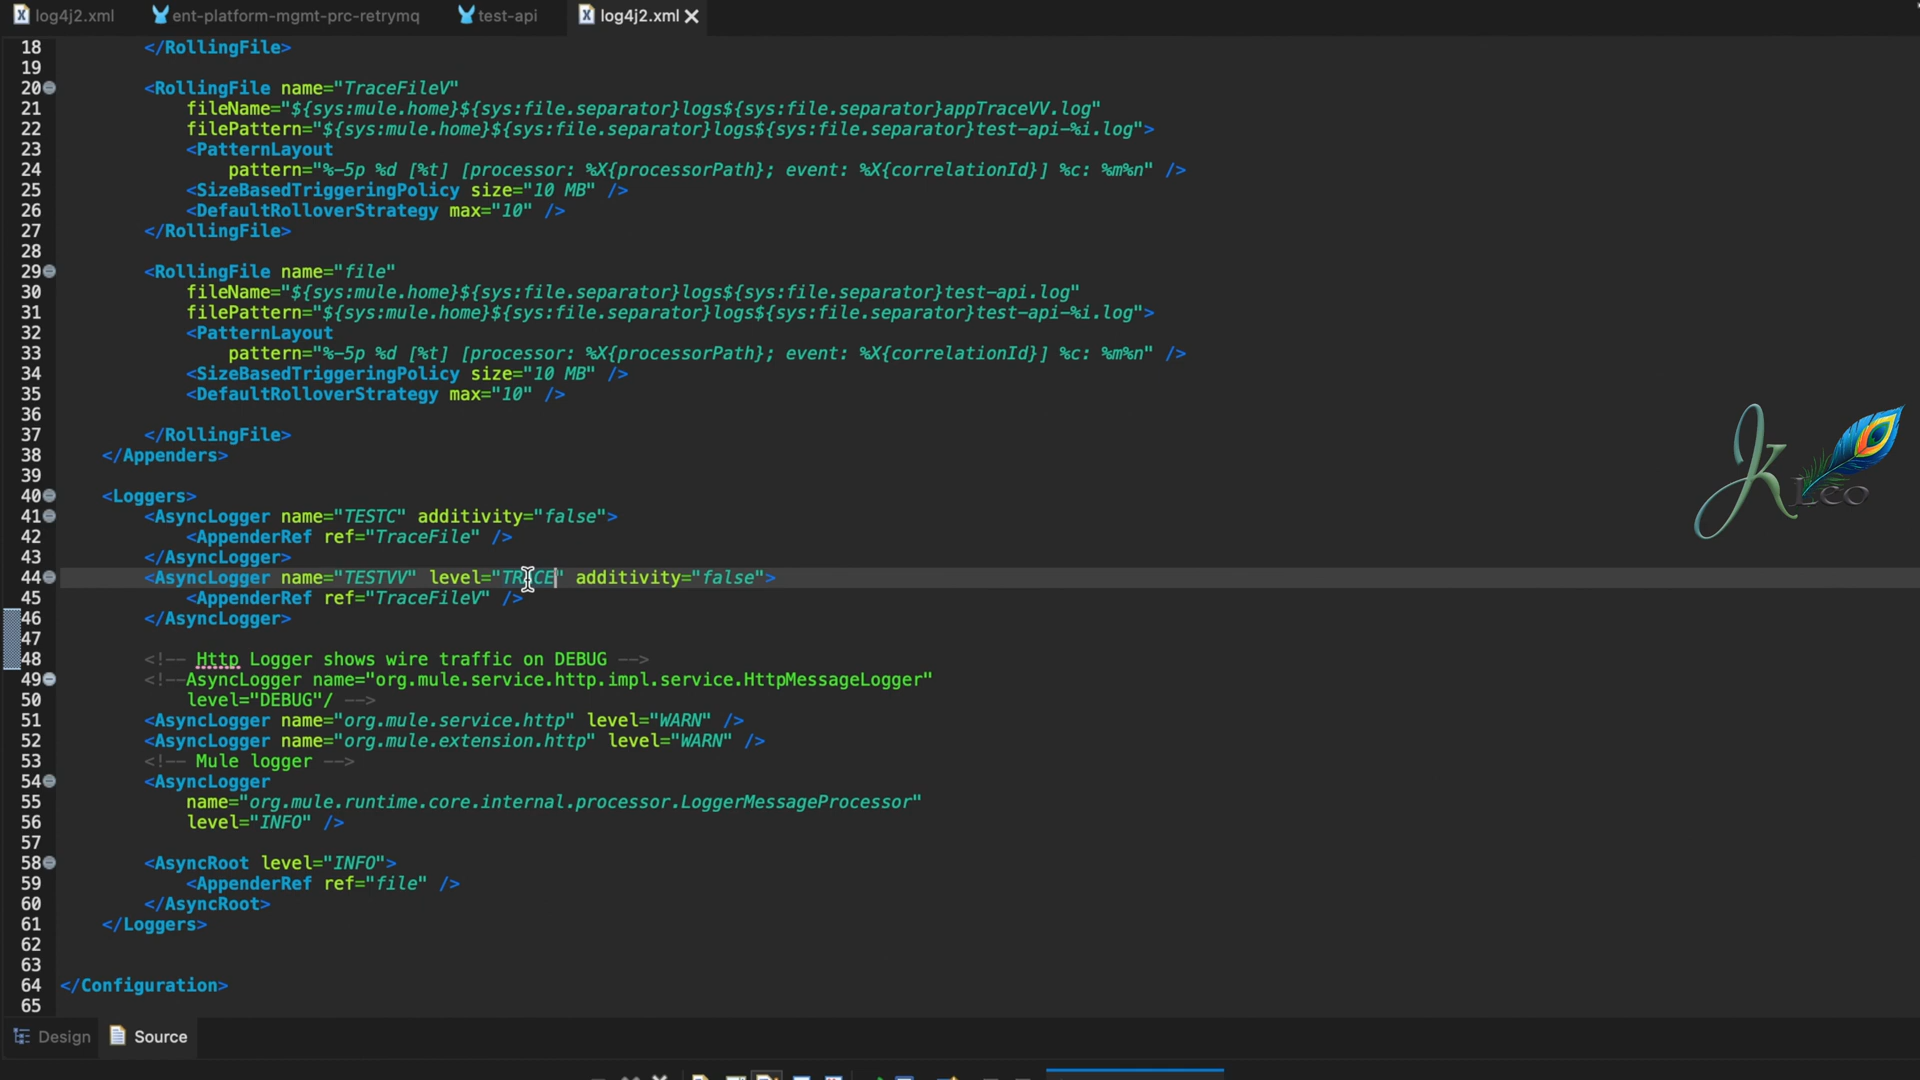 log4j2.xml ent-platform-mgmt-prc-retrymq test-api log4j2.xml
18 </RollingFile>
19
20 <RollingFile name="TraceFileV"
21 fileName="${sys:mule.home}${sys:file.separator}logs${sys:file.separator}appTraceVV.log"
22 filePattern="${sys:mule.home}${sys:file.separator}logs${sys:file.separator}test-api-%i.log">
23 <PatternLayout
24 pattern="%-5p %d [%t] [processor: %X{processorPath}; event: %X{correlationId}] %c: %m%n" />
25 <SizeBasedTriggeringPolicy size="10 MB" />
26 <DefaultRolloverStrategy max="10" />
27 </RollingFile>
28
29 <RollingFile name="file"
30 fileName="${sys:mule.home}${sys:file.separator}logs${sys:file.separator}test-api.log"
31 filePattern="${sys:mule.home}${sys:file.separator}logs${sys:file.separator}test-api-%i.log">
32 <PatternLayout
33 pattern="%-5p %d [%t] [processor: %X{processorPath}; event: %X{correlationId}] %c: %m%n" />
34 <SizeBasedTriggeringPolicy size="10 MB" />
35 <DefaultRolloverStrategy max="10" />
36
37 </RollingFile>
38 </Appenders>
39
40 <Loggers>
41 <AsyncLogger name="TESTC" additivity="false">
42 <AppenderRef ref="TraceFile" />
43 </AsyncLogger>
44 <AsyncLogger name="TESTVV" level="TRACE" additivity="false">
45 <AppenderRef ref="TraceFileV" />
46 </AsyncLogger>
47
48 <!-- Http Logger shows wire traffic on DEBUG -->
49 <!--AsyncLogger name="org.mule.service.http.impl.service.HttpMessageLogger"
50 level="DEBUG"/ -->
51 <AsyncLogger name="org.mule.service.http" level="WARN" />
52 <AsyncLogger name="org.mule.extension.http" level="WARN" />
53 <!-- Mule logger -->
54 <AsyncLogger
55 name="org.mule.runtime.core.internal.processor.LoggerMessageProcessor"
56 level="INFO" />
57
58 <AsyncRoot level="INFO">
59 <AppenderRef ref="file" />
60 </AsyncRoot>
61 </Loggers>
62
63
64 </Configuration>
65
JK Leo
Design Source